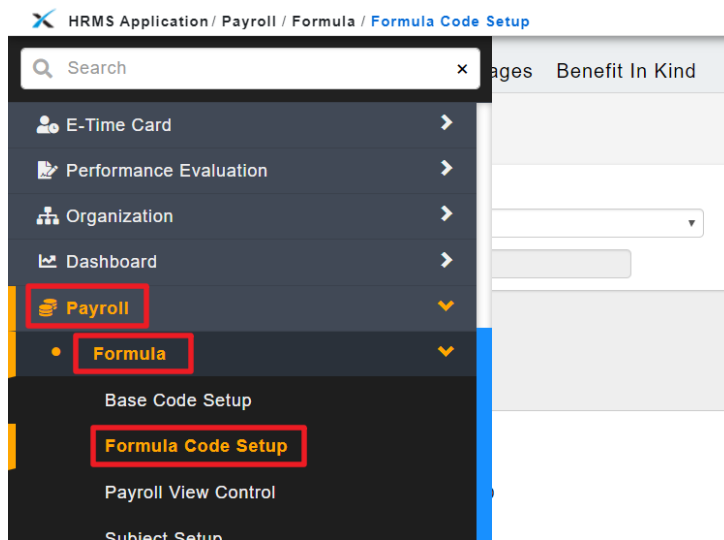 HRMS Application / Payroll / Formula / Formula Code Setup
Search ×
Benefit In Kind
E-Time Card
Performance Evaluation
Organization
Dashboard
Payroll
Formula
Base Code Setup
Formula Code Setup
Payroll View Control
Subject Setup